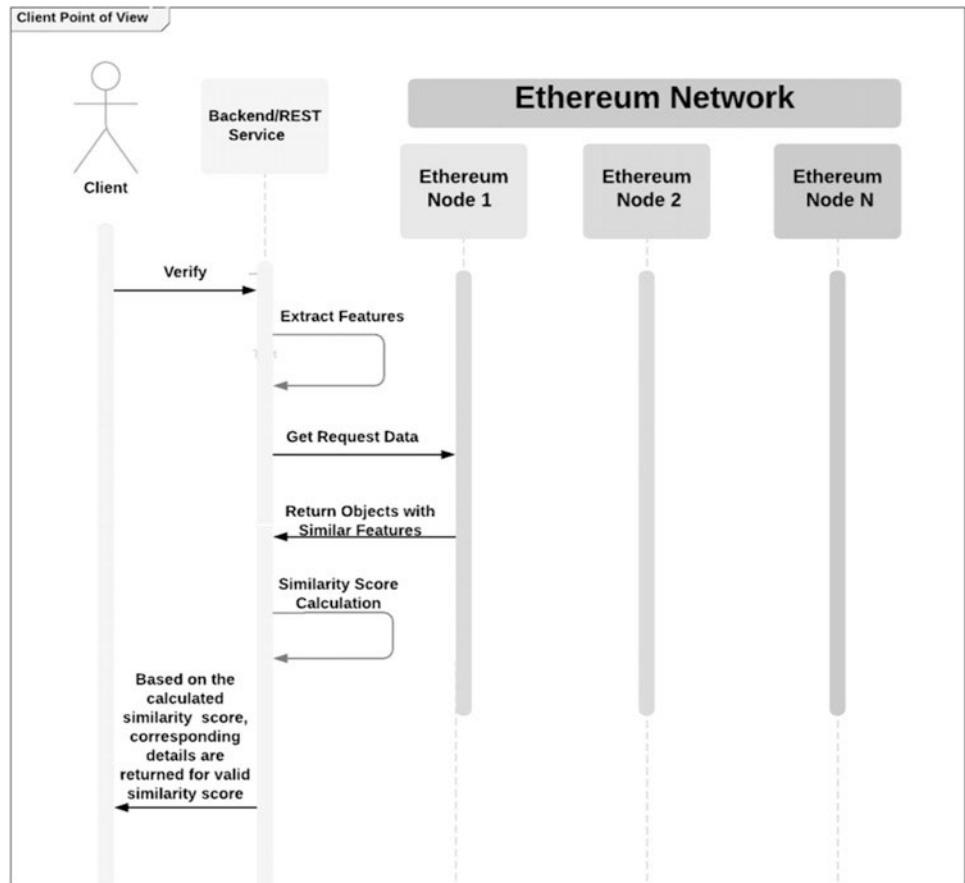 Client Point of View
Ethereum Network
Backend/REST
Service
Ethereum
Node 1
Ethereum
Node 2
Ethereum
Node N
Client
Verify
Extract Features
Get Request Data
Return Objects with
Similar Features
Similarity Score
Calculation
Based on the
calculated
similarity score,
corresponding
details are
returned for valid
similarity score